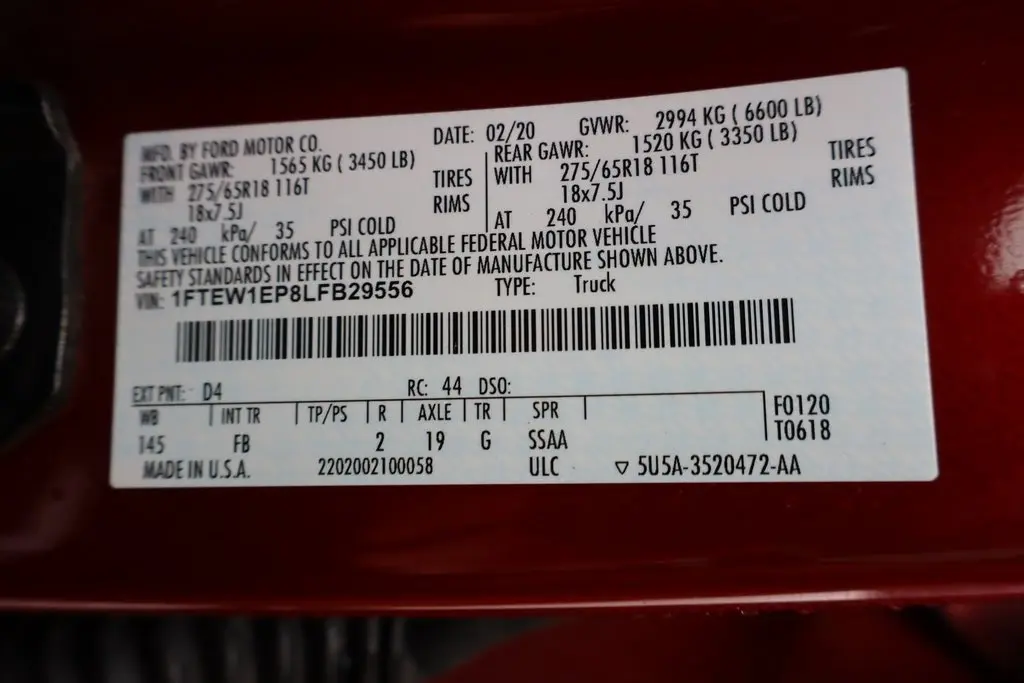 MFD. BY FORD MOTOR CO. DATE: 02/20 GVWR: 2994 KG ( 6600 LB)
FRONT GAWR: 1565 KG ( 3450 LB) REAR GAWR: 1520 KG ( 3350 LB)
WITH 275/65R18 116T TIRES WITH 275/65R18 116T TIRES
18x7.5J RIMS 18x7.5J RIMS
AT 240 kPa/ 35 PSI COLD AT 240 kPa/ 35 PSI COLD
THIS VEHICLE CONFORMS TO ALL APPLICABLE FEDERAL MOTOR VEHICLE
SAFETY STANDARDS IN EFFECT ON THE DATE OF MANUFACTURE SHOWN ABOVE.
VIN: 1FTEW1EP8LFB29556 TYPE: Truck
EXT PNT: D4 RC: 44 DSO:
WB INT TR TP/PS R AXLE TR SPR F0120
145 FB 2 19 G SSAA T0618
MADE IN U.S.A. 2202002100058 ULC ▽ 5U5A-3520472-AA